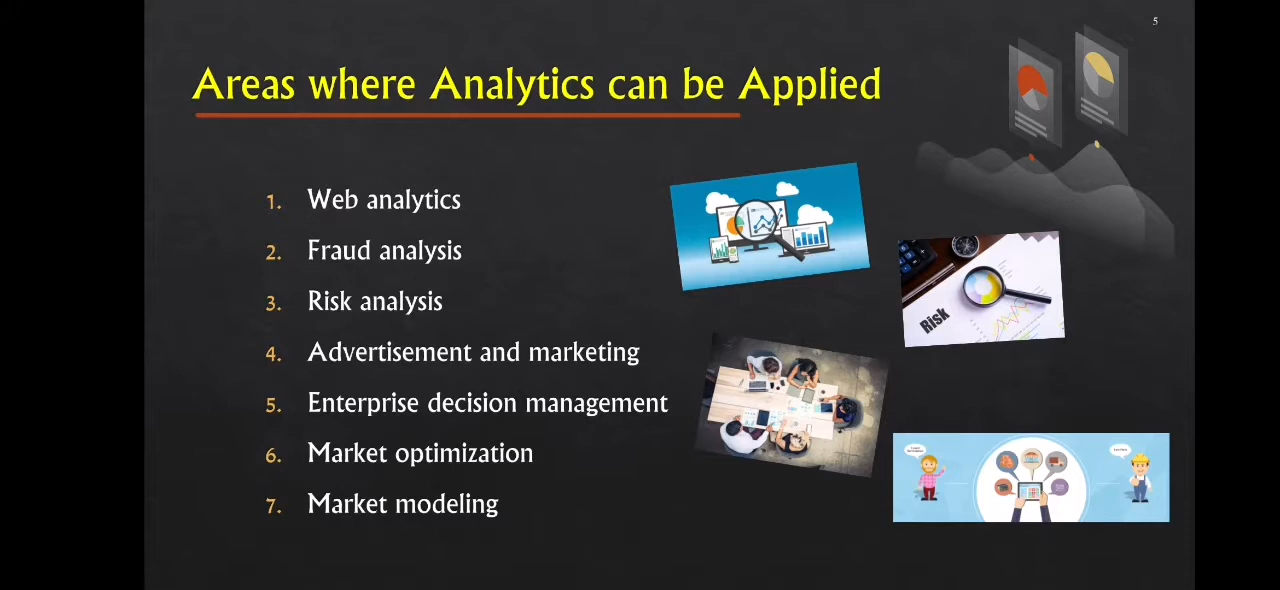 5
Areas where Analytics can be Applied
1. Web analytics
2. Fraud analysis
3. Risk analysis
4. Advertisement and marketing
5. Enterprise decision management
6. Market optimization
7. Market modeling
Risk